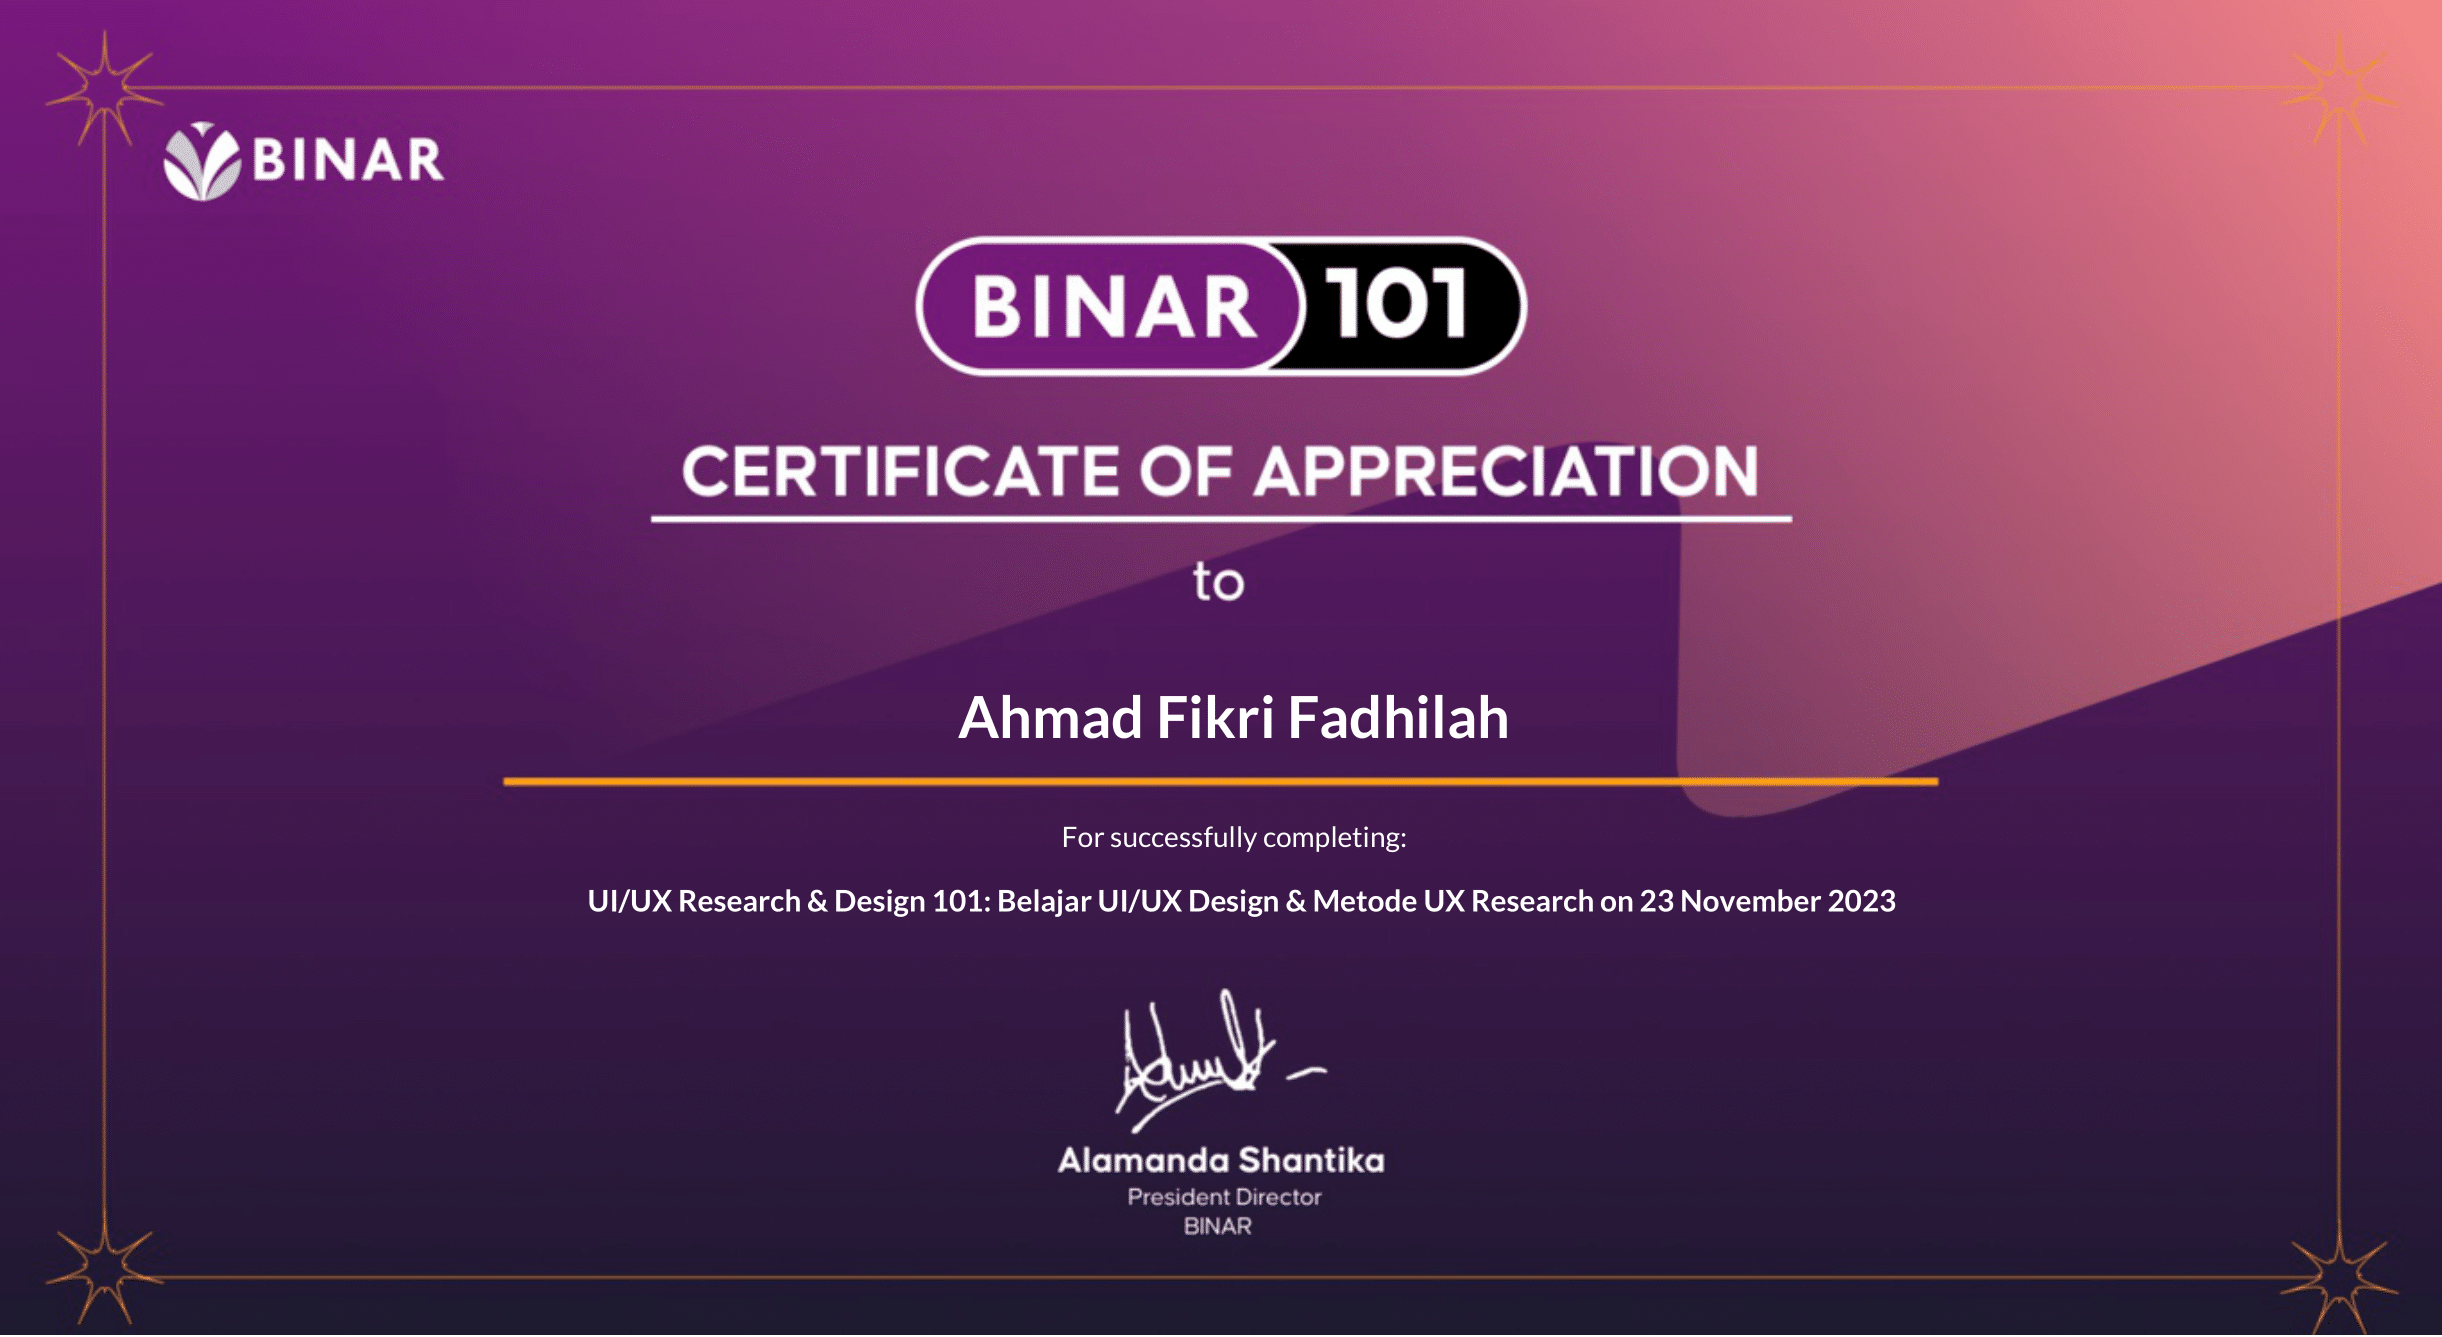 BINAR
BINAR 101
CERTIFICATE OF APPRECIATION
to
Ahmad Fikri Fadhilah
For successfully completing:
UI/UX Research & Design 101: Belajar UI/UX Design & Metode UX Research on 23 November 2023
Alamanda Shantika
President Director
BINAR